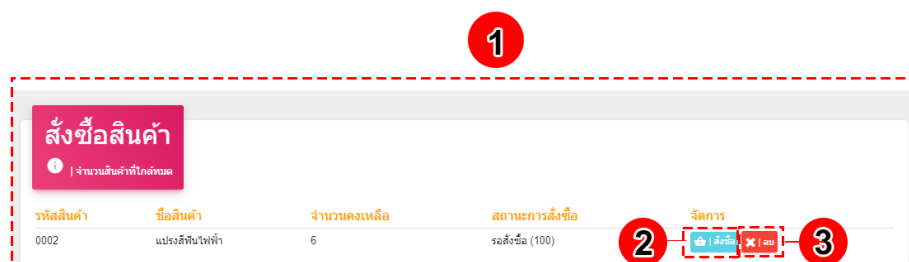 1
สั่งซื้อสินค้า
| จำนวนสินค้าที่ใกล้หมด
รหัสสินค้า ชื่อสินค้า จำนวนคงเหลือ สถานะการสั่งซื้อ จัดการ
0002 แปรงสีฟันไฟฟ้า 6 รอสั่งซื้อ (100) 2 | สั่งซื้อ | ลบ 3